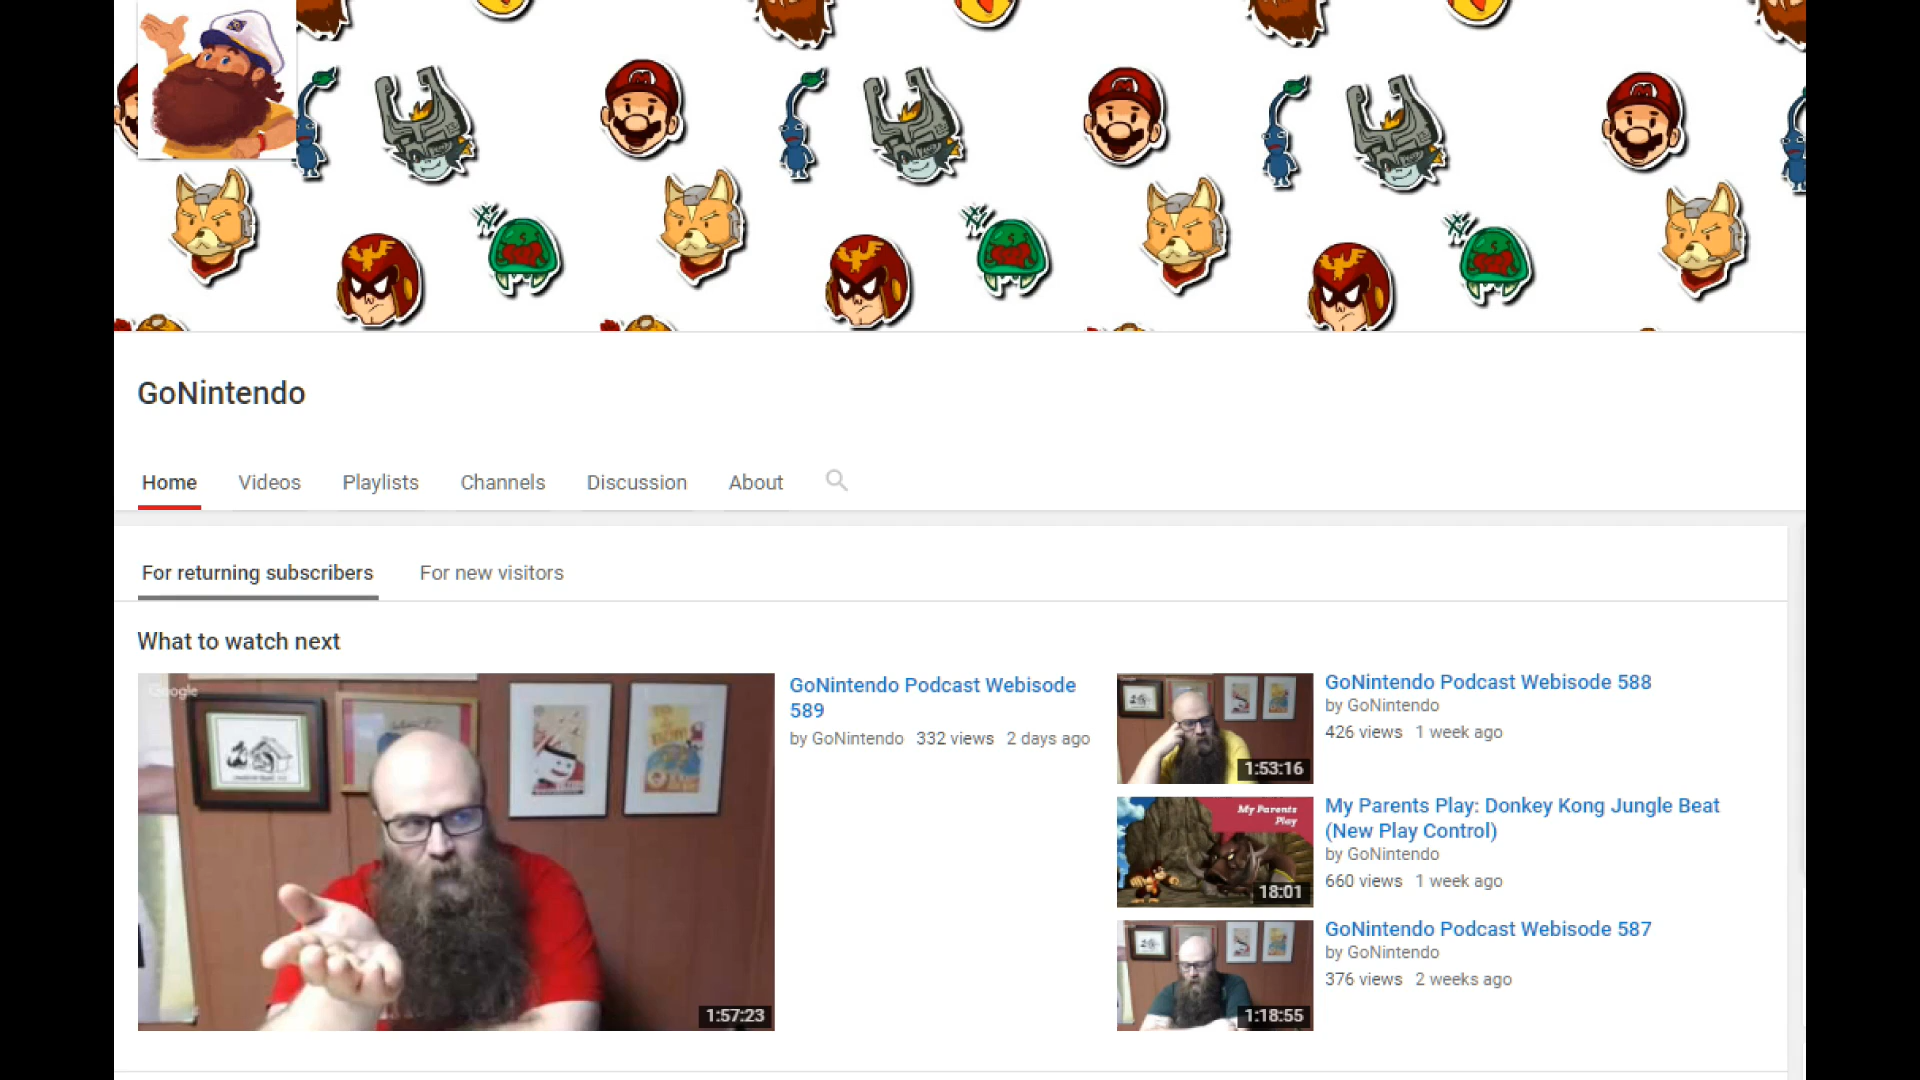 GoNintendo
Home Videos Playlists Channels Discussion About
For returning subscribers For new visitors
What to watch next
Google
1:57:23
GoNintendo Podcast Webisode
589
by GoNintendo 332 views 2 days ago
1:53:16
GoNintendo Podcast Webisode 588
by GoNintendo
426 views 1 week ago
My Parents
Play
18:01
My Parents Play: Donkey Kong Jungle Beat
(New Play Control)
by GoNintendo
660 views 1 week ago
1:18:55
GoNintendo Podcast Webisode 587
by GoNintendo
376 views 2 weeks ago